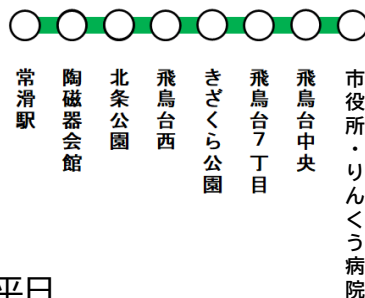 常滑駅
陶磁器会館
北条公園
飛鳥台西
きざくら公園
飛鳥台7丁目
飛鳥台中央
市役所・りんくう病院
平日